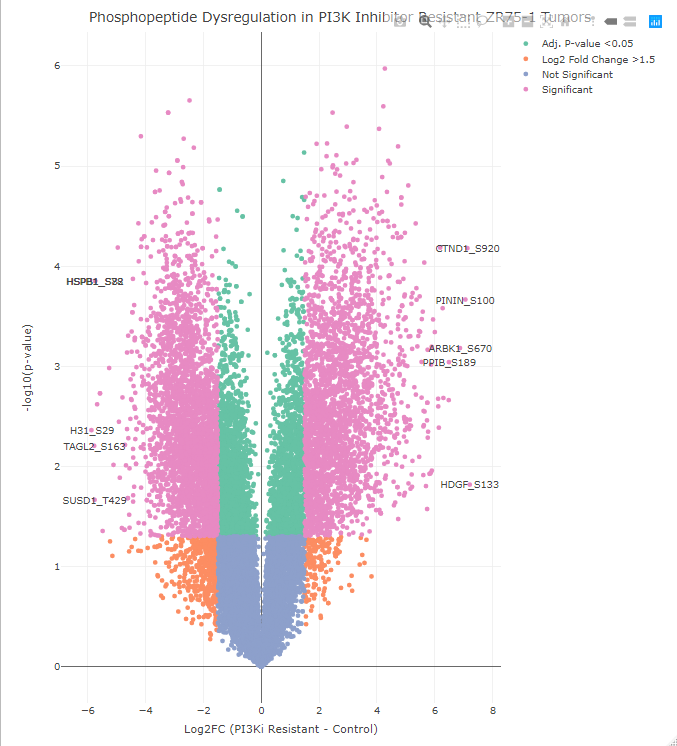 Phosphopeptide Dysregulation in PI3K Inhibitor Resistant ZR75-1 Tumors
Adj. P-value <0.05
Log2 Fold Change >1.5
Not Significant
Significant
6
5
4
3
2
1
0
-log10(p-value)
CTND1_S920
PININ_S100
ARBK1_S670
PPIB_S189
H31_S29
TAGL2_S163
HDGF_S133
SUSD1_T429
−6
−4
−2
0
2
4
6
8
Log2FC (PI3Ki Resistant - Control)